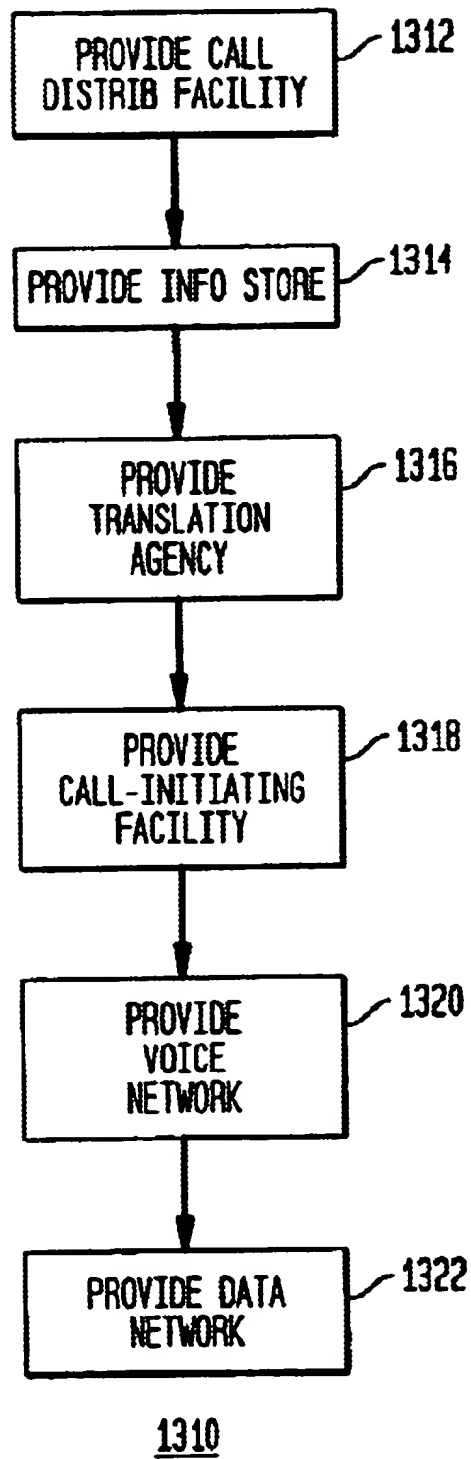 PROVIDE CALL
DISTRIB FACILITY
1312
PROVIDE INFO STORE
1314
PROVIDE
TRANSLATION
AGENCY
1316
PROVIDE
CALL-INITIATING
FACILITY
1318
PROVIDE
VOICE
NETWORK
1320
PROVIDE DATA
NETWORK
1322
1310